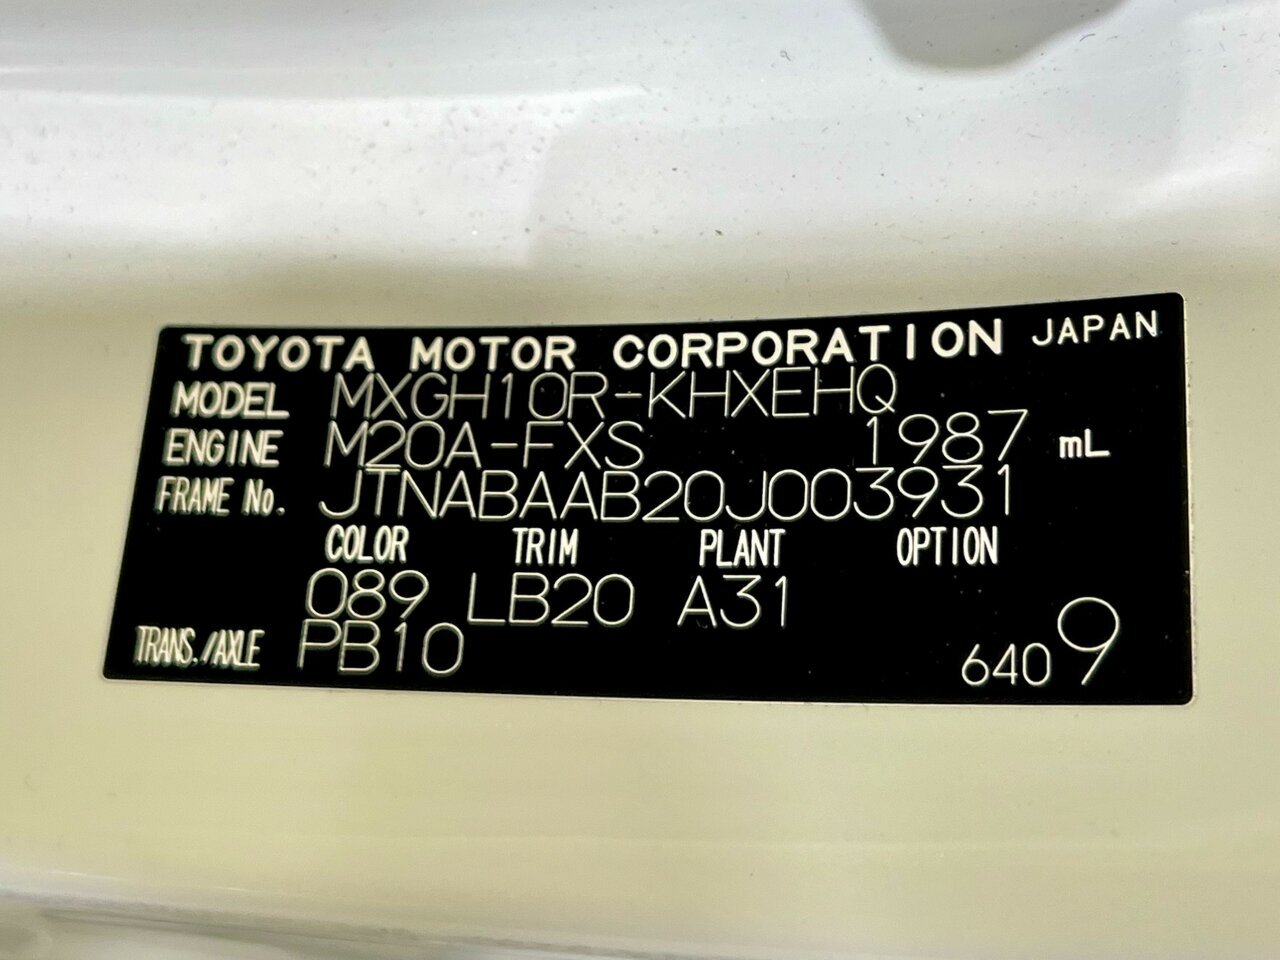 TOYOTA MOTOR CORPORATION JAPAN
MODEL MXGH10R-KHXEHQ
ENGINE M20A-FXS 1987 mL
FRAME No. JTNABAAB20J003931
COLOR TRIM PLANT OPTION
089 LB20 A31
TRANS./AXLE PB10 6409